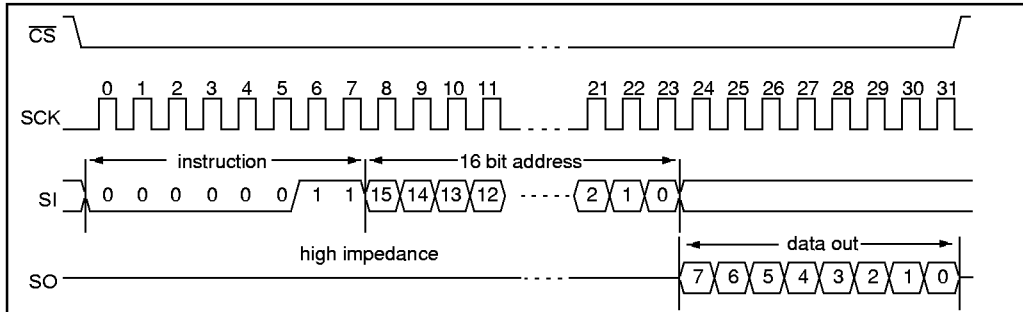 CS
0 1 2 3 4 5 6 7 8 9 10 11 21 22 23 24 25 26 27 28 29 30 31
SCK
instruction 16 bit address
SI 0 0 0 0 0 0 1 1 15 14 13 12 2 1 0
high impedance data out
SO 7 6 5 4 3 2 1 0